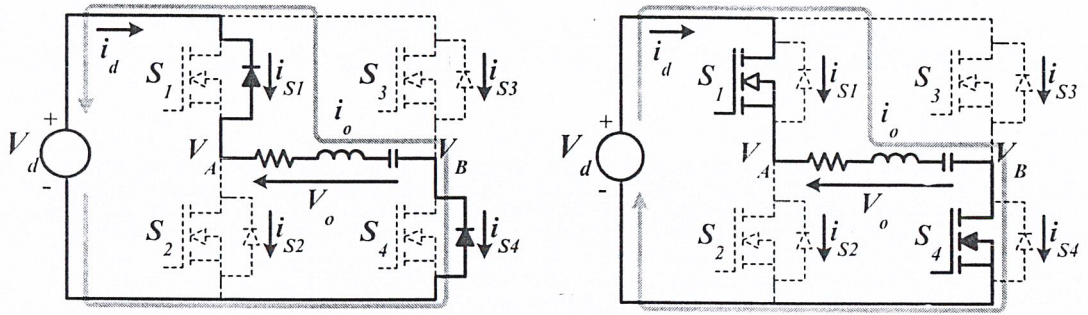 i_d
S_1
i_S1
S_3
i_S3
i_o
+
V_d
-
V_A
V_B
V_o
S_2
i_S2
S_4
i_S4
i_d
S_1
i_S1
S_3
i_S3
i_o
+
V_d
-
V_A
V_B
V_o
S_2
i_S2
S_4
i_S4